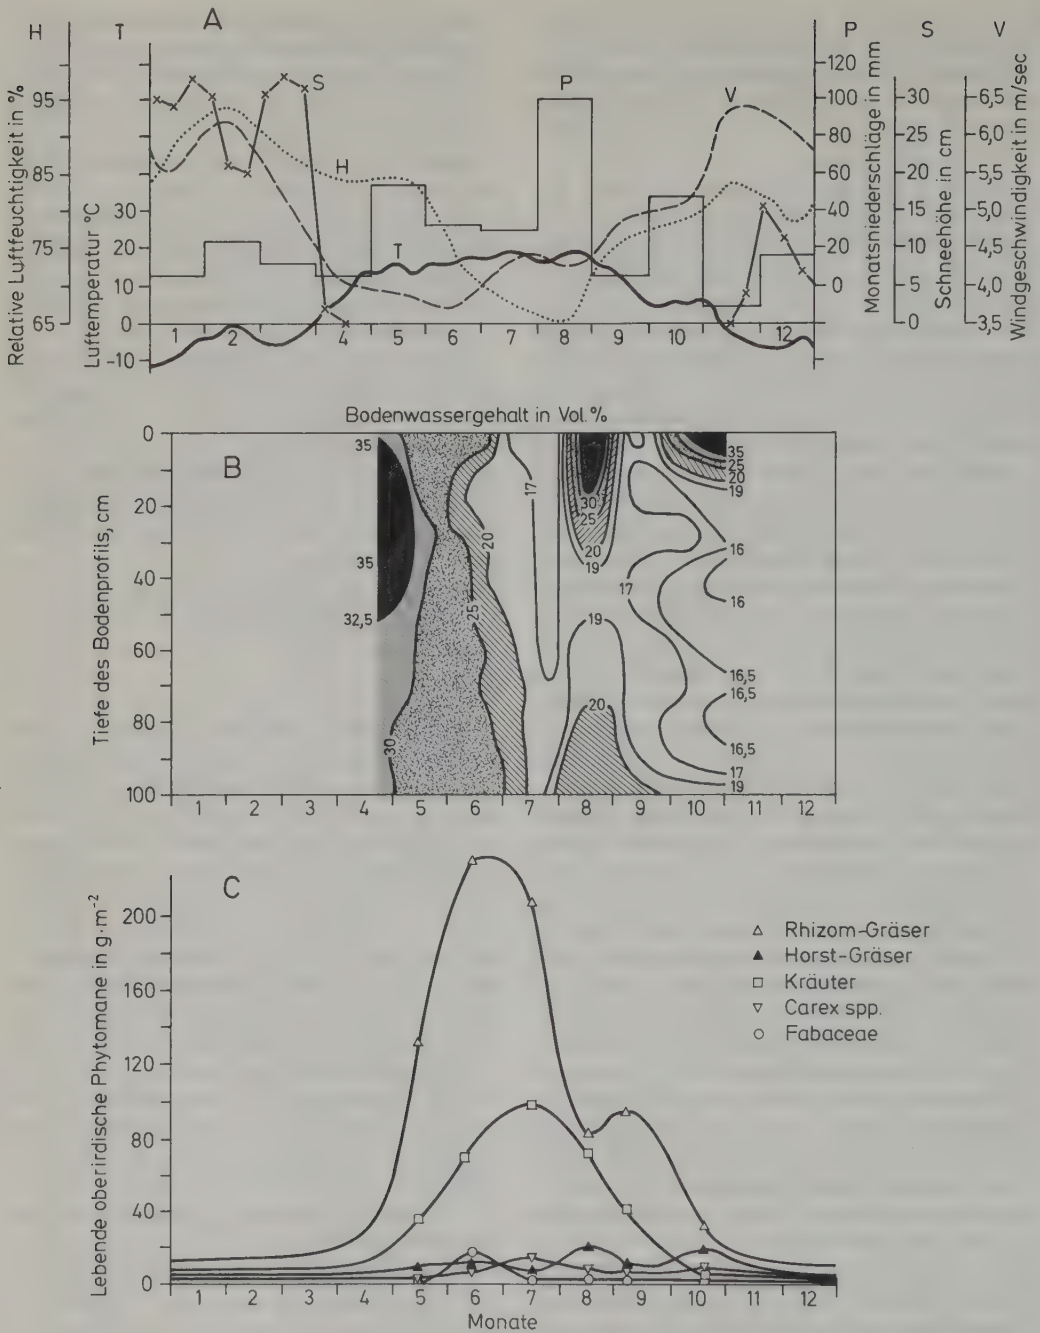 A
H
T
P
S
V
Relative Luftfeuchtigkeit in %
95
85
75
65
Lufttemperatur °C
30
20
10
0
-10
S
H
T
P
V
1
2
4
5
6
7
8
9
10
12
120
100
80
60
40
20
0
Monatsniederschläge in mm
30
25
20
15
10
5
0
Schneehöhe in cm
6,5
6,0
5,5
5,0
4,5
4,0
3,5
Windgeschwindigkeit in m/sec
Bodenwassergehalt in Vol.%
B
Tiefe des Bodenprofils, cm
0
20
40
60
80
100
35
35
32,5
30
25
20
17
30
25
20
19
19
20
17
35
25
20
19
16
16
16,5
16,5
16,5
17
19
1 2 3 4 5 6 7 8 9 10 11 12
C
Lebende oberirdische Phytomane in g·m⁻²
200
160
120
80
40
0
Rhizom-Gräser
Horst-Gräser
Kräuter
Carex spp.
Fabaceae
1 2 3 4 5 6 7 8 9 10 11 12
Monate